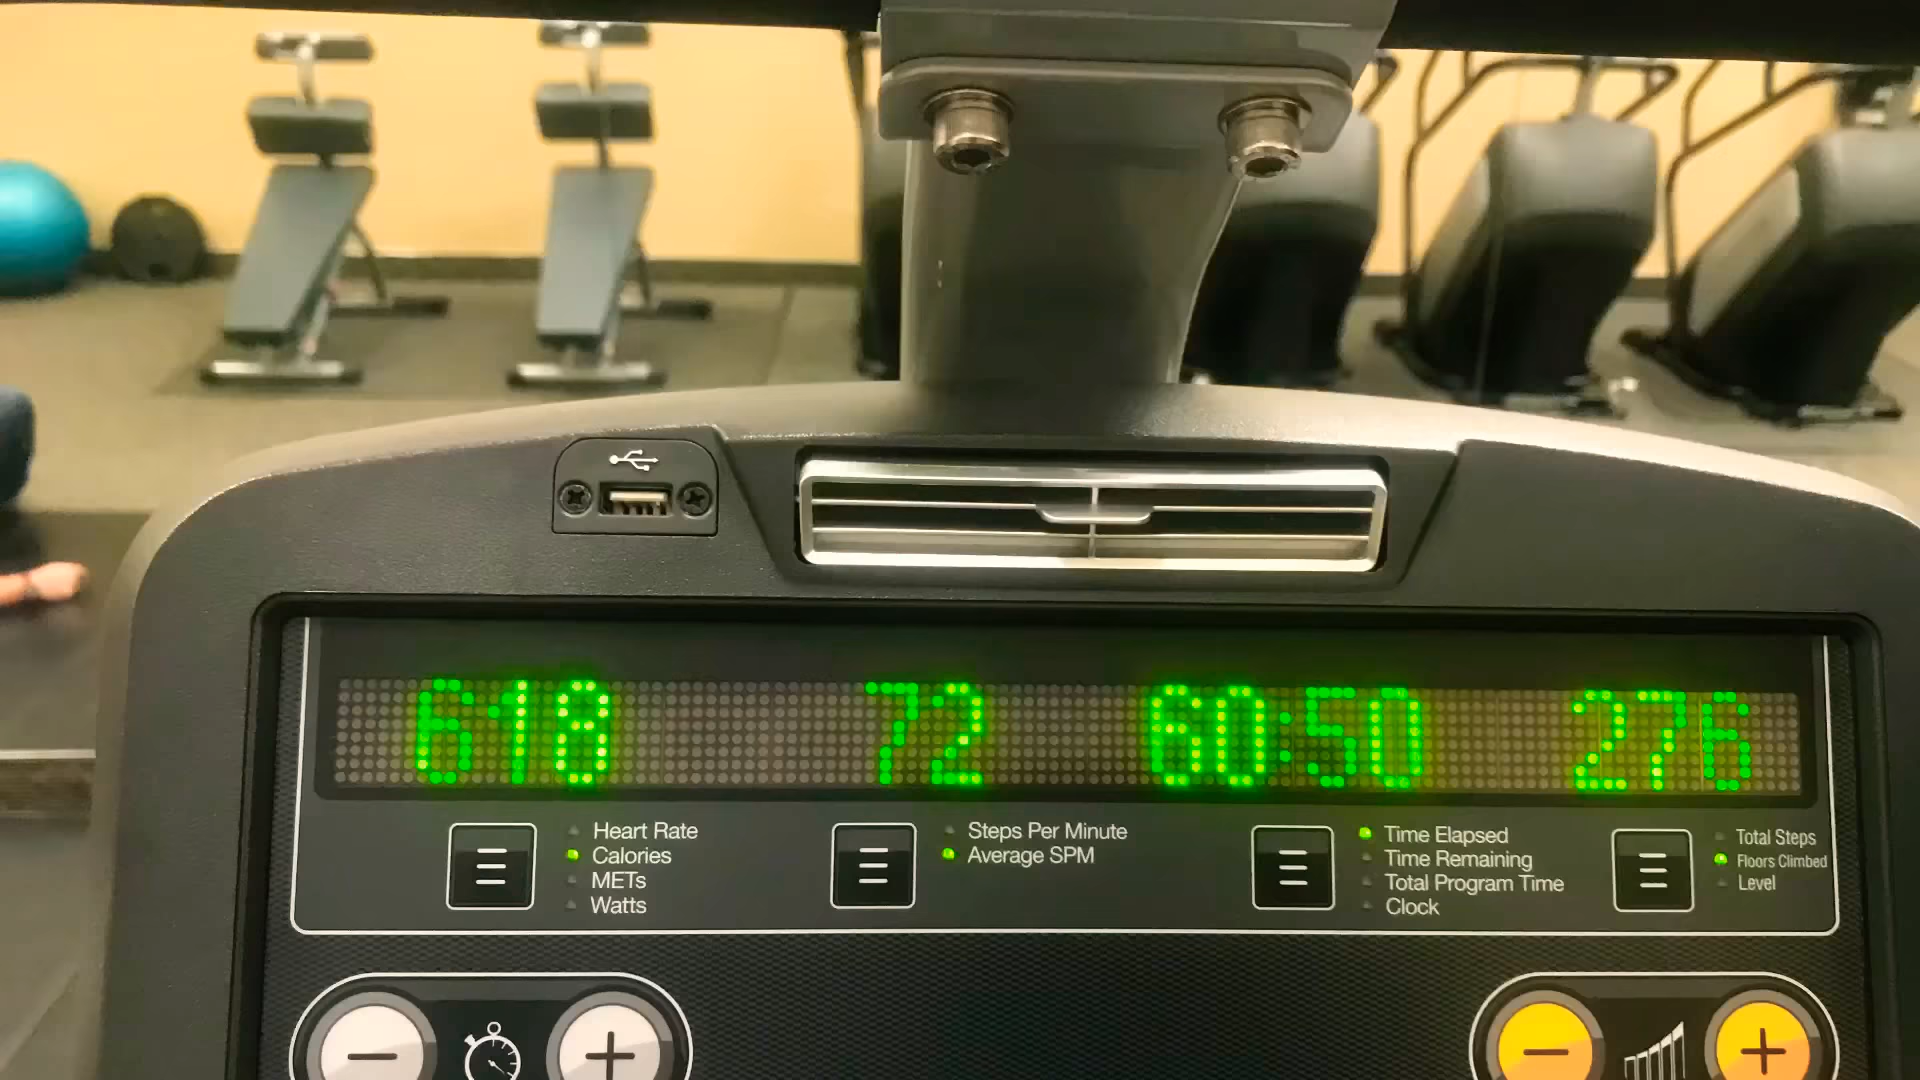 618 72 60:50 276
Heart Rate
Calories
METs
Watts
Steps Per Minute
Average SPM
Time Elapsed
Time Remaining
Total Program Time
Clock
Total Steps
Floors Climbed
Level